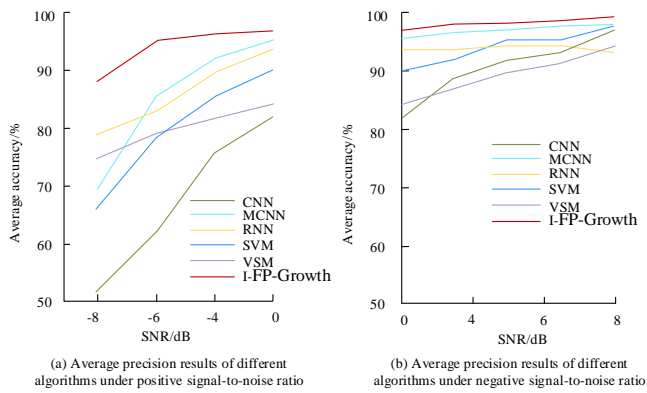 100
90
80
70
60
50
Average accuracy/%
CNN
MCNN
RNN
SVM
VSM
I-FP-Growth
-8
-6
-4
0
SNR/dB
(a) Average precision results of different
algorithms under positive signal-to-noise ratio
100
90
80
70
60
50
Average accuracy/%
CNN
MCNN
RNN
SVM
VSM
I-FP-Growth
0
4
8
8
SNR/dB
(b) Average precision results of different
algorithms under negative signal-to-noise ratio